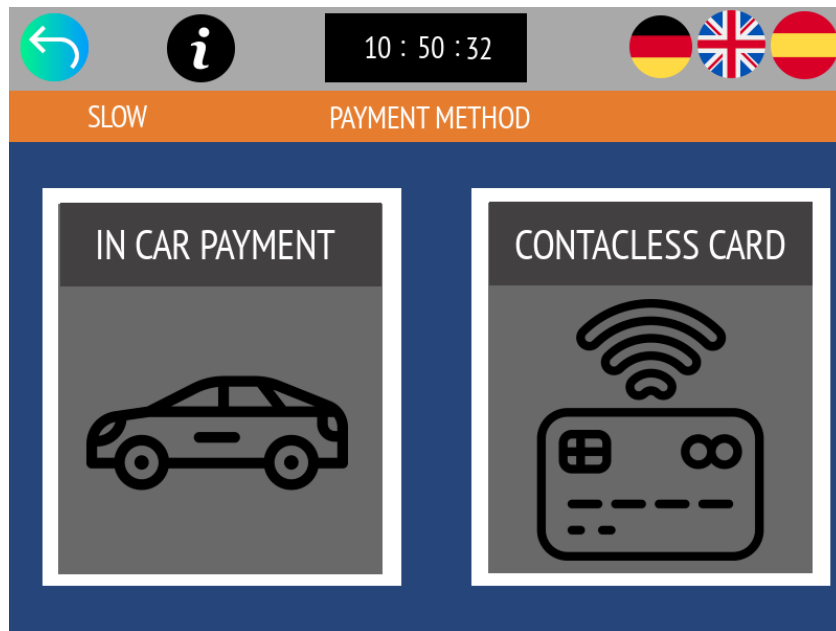 i
10 : 50 : 32
SLOW PAYMENT METHOD
IN CAR PAYMENT
CONTACLESS CARD